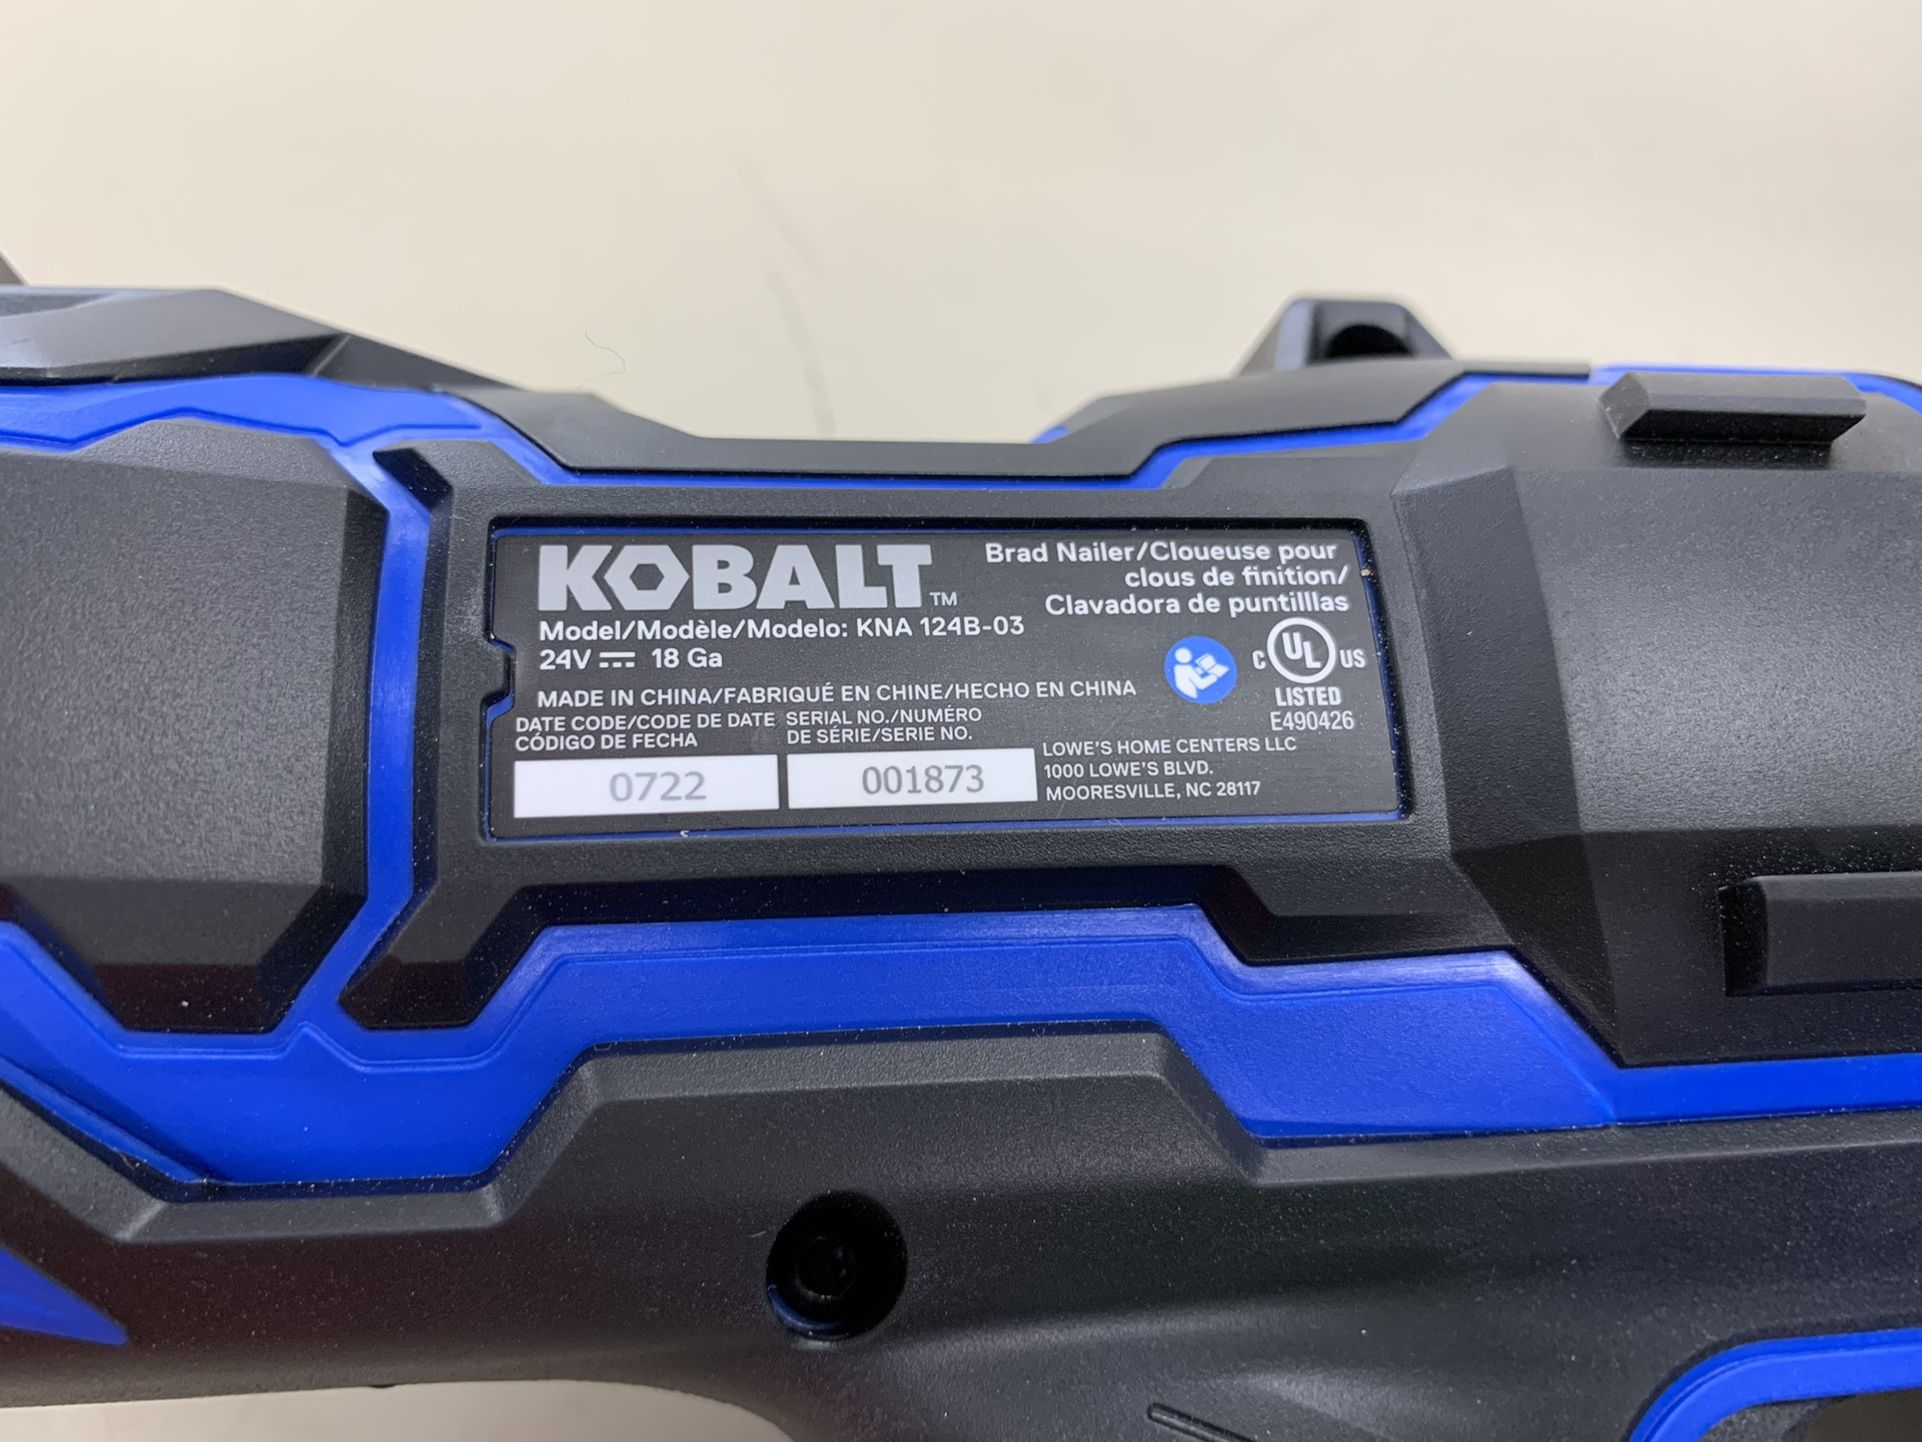 KOBALT™
Brad Nailer/Cloueuse pour
clous de finition/
Clavadora de puntilllas
Model/Modèle/Modelo: KNA 124B-03
24V 18 Ga
C UL US
LISTED
E490426
MADE IN CHINA/FABRIQUÉ EN CHINE/HECHO EN CHINA
DATE CODE/CODE DE DATE
CÓDIGO DE FECHA
0722
SERIAL NO./NUMÉRO
DE SÉRIE/SERIE NO.
001873
LOWE'S HOME CENTERS LLC
1000 LOWE'S BLVD.
MOORESVILLE, NC 28117